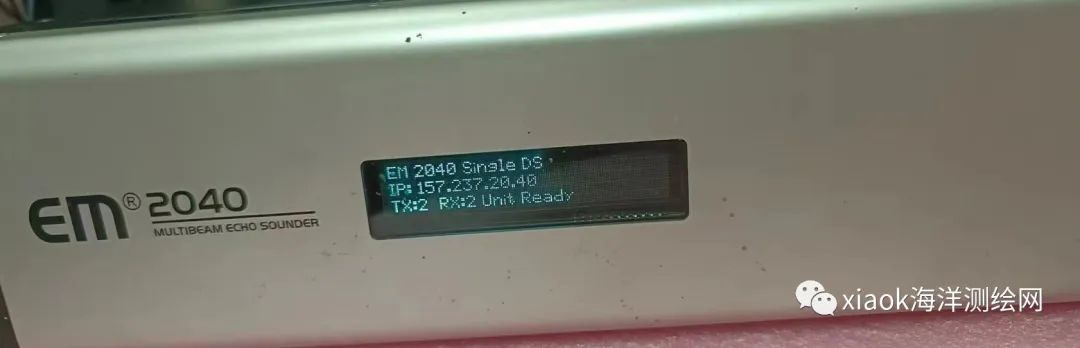 EM® 2040
MULTIBEAM ECHO SOUNDER
EM 2040 Single DS
IP: 157.237.20.40
TX:2 RX:2 Unit Ready
xiaok海洋测绘网